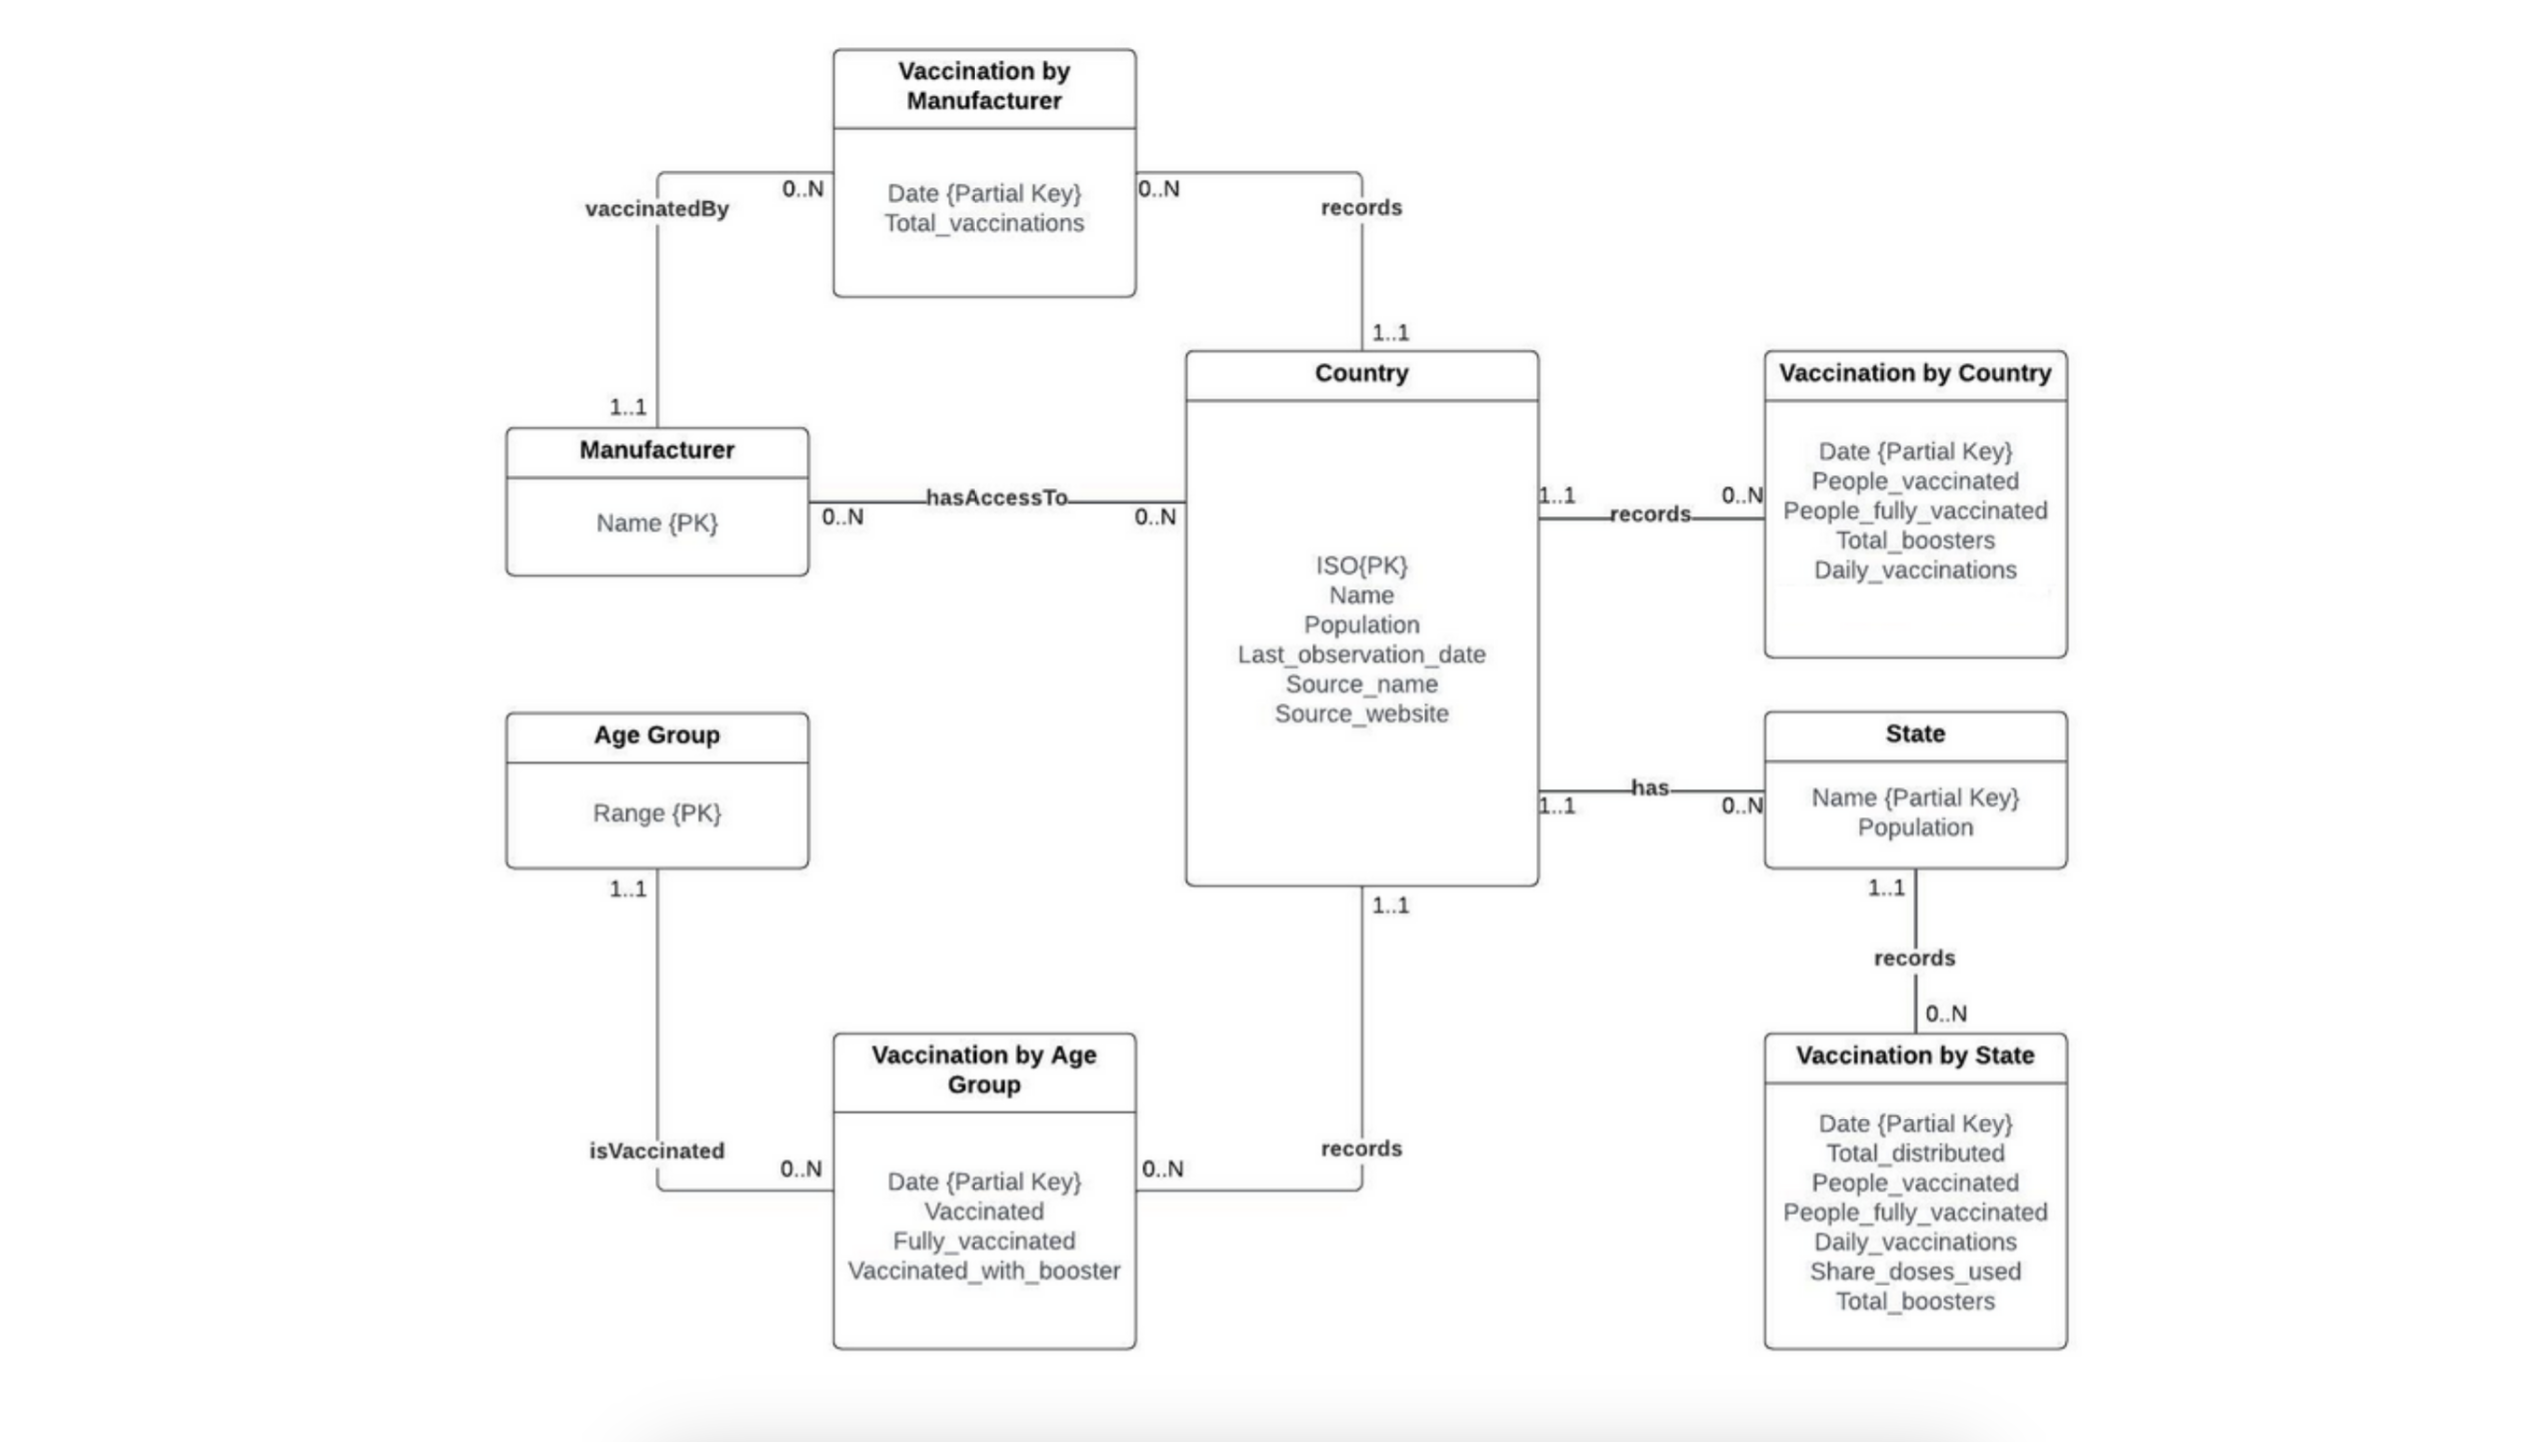 Vaccination by
Manufacturer
Date {Partial Key}
Total_vaccinations
0..N
0..N
vaccinatedBy
records
1..1
1..1
Manufacturer
Name {PK}
hasAccessTo
0..N
0..N
Country
ISO{PK}
Name
Population
Last_observation_date
Source_name
Source_website
1..1
records
0..N
Vaccination by Country
Date {Partial Key}
People_vaccinated
People_fully_vaccinated
Total_boosters
Daily_vaccinations
Age Group
Range {PK}
1..1
has
0..N
State
Name {Partial Key}
Population
1..1
1..1
1..1
records
0..N
isVaccinated
0..N
0..N
records
Vaccination by Age
Group
Date {Partial Key}
Vaccinated
Fully_vaccinated
Vaccinated_with_booster
Vaccination by State
Date {Partial Key}
Total_distributed
People_vaccinated
People_fully_vaccinated
Daily_vaccinations
Share_doses_used
Total_boosters